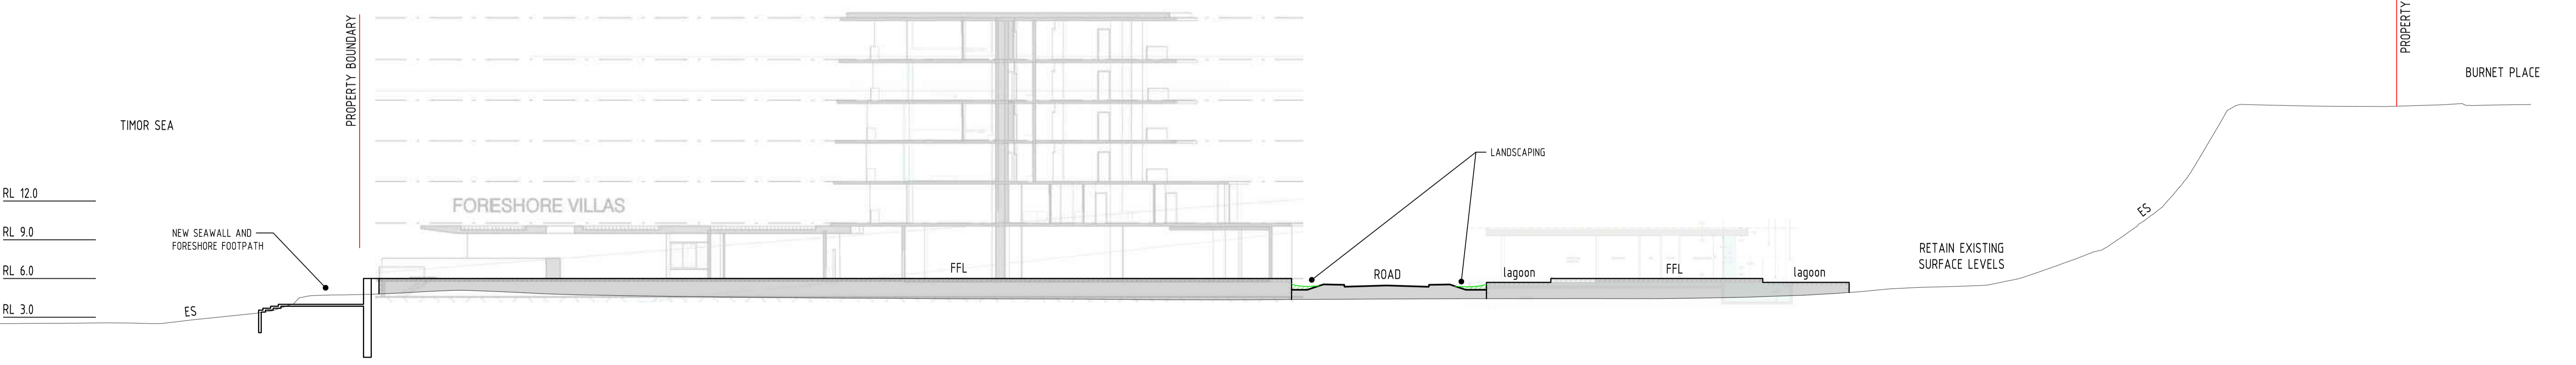 PROPERTY BOUNDARY
PROPERTY
BURNET PLACE
TIMOR SEA
LANDSCAPING
RL 12.0
FORESHORE VILLAS
ES
RL 9.0
NEW SEAWALL AND
FORESHORE FOOTPATH
RETAIN EXISTING
SURFACE LEVELS
RL 6.0
FFL
ROAD
lagoon
FFL
lagoon
RL 3.0
ES